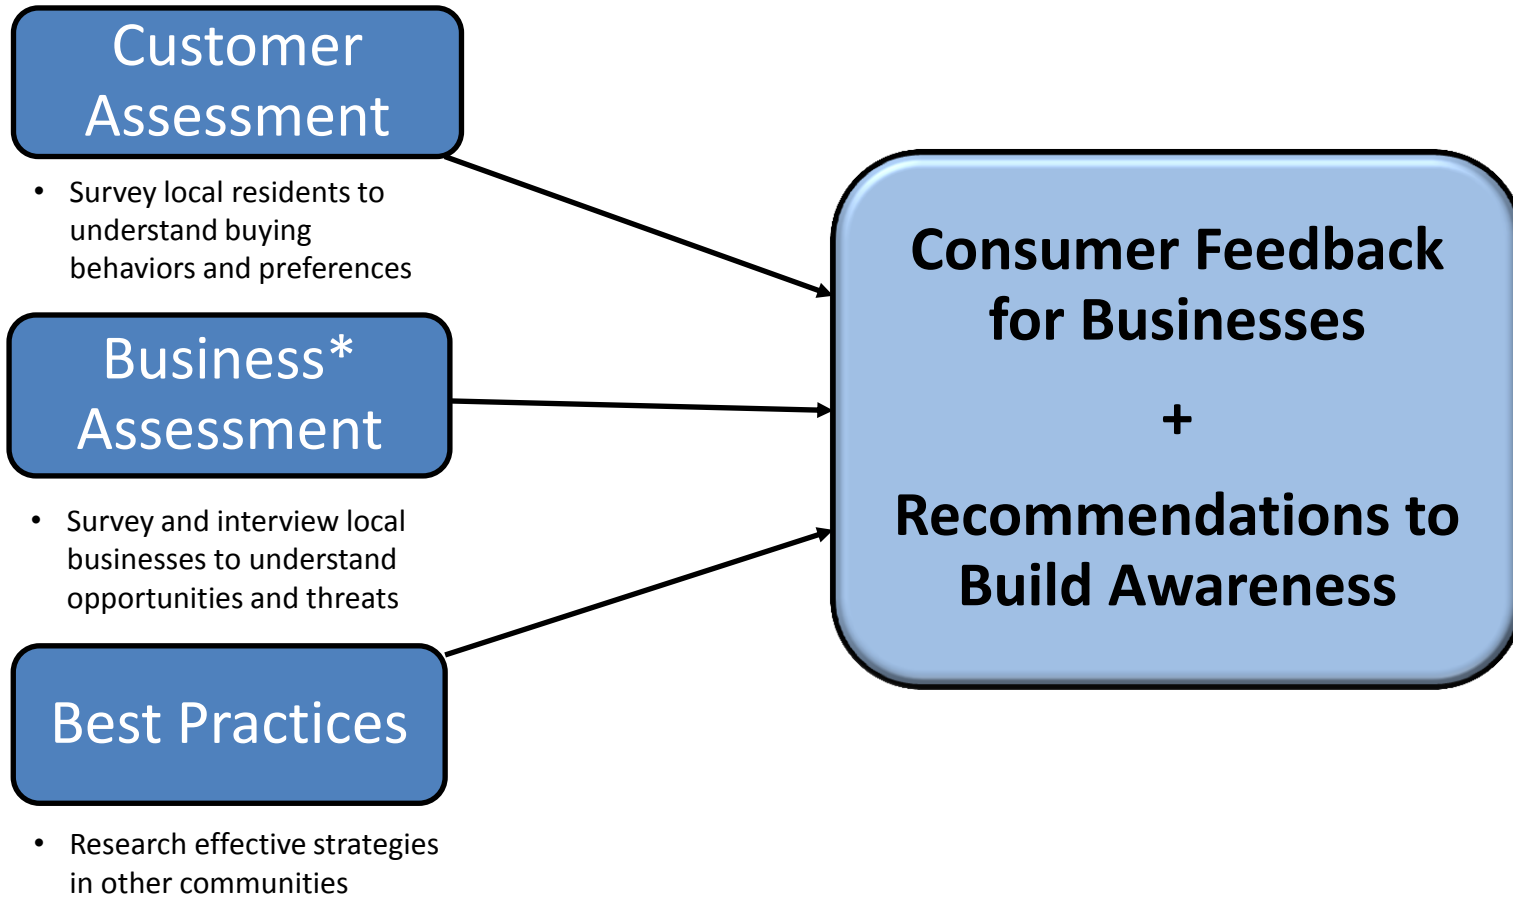 Customer
Assessment
• Survey local residents to
understand buying
behaviors and preferences
Business*
Assessment
• Survey and interview local
businesses to understand
opportunities and threats
Best Practices
• Research effective strategies
in other communities
Consumer Feedback
for Businesses
+
Recommendations to
Build Awareness